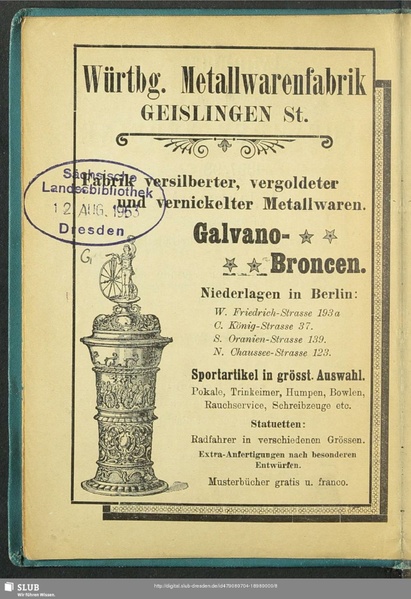 Würtbg. Metallwarenfabrik
GEISLINGEN St.
Fabrik versilberter, vergoldeter
und vernickelter Metallwaren.
Sächsische
Landesbibliothek
12 AUG. 1953
Dresden
G
Galvano-
Broncen.
Niederlagen in Berlin:
W. Friedrich-Strasse 193a
C. König-Strasse 37.
S. Oranien-Strasse 139.
N. Chaussee-Strasse 123.
Sportartikel in grösst. Auswahl.
Pokale, Trinkeimer, Humpen, Bowlen,
Rauchservice, Schreibzeuge etc.
Statuetten:
Radfahrer in verschiedenen Grössen.
Extra-Anfertigungen nach besonderen
Entwürfen.
Musterbücher gratis u. franco.
SLUB
Wir führen Wissen.